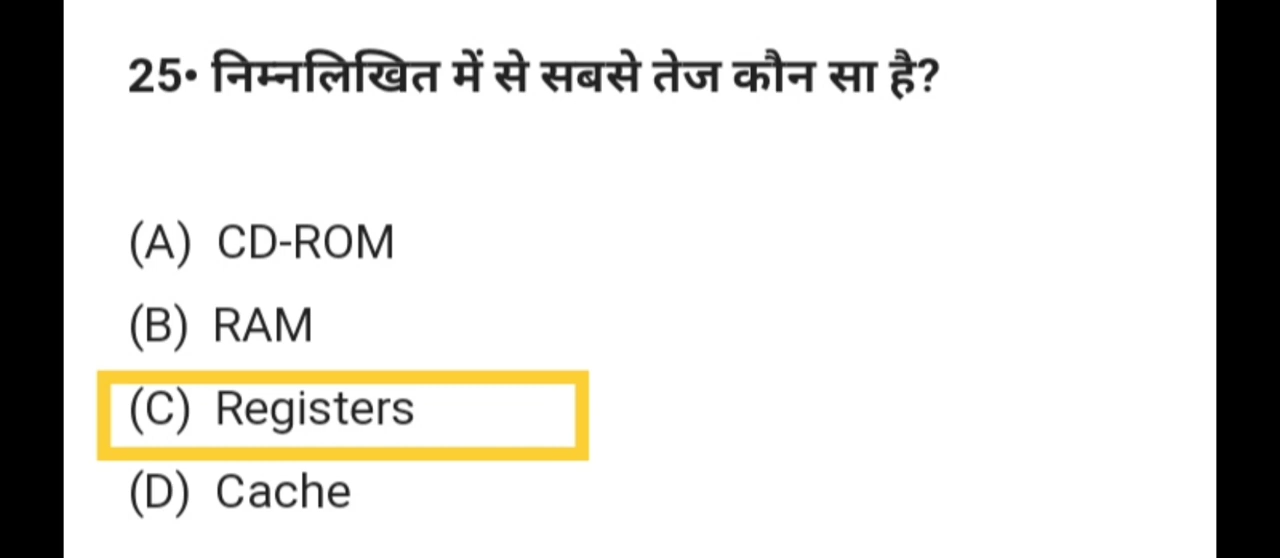 25• निम्नलिखित में से सबसे तेज कौन सा है?
(A) CD-ROM
(B) RAM
(C) Registers
(D) Cache